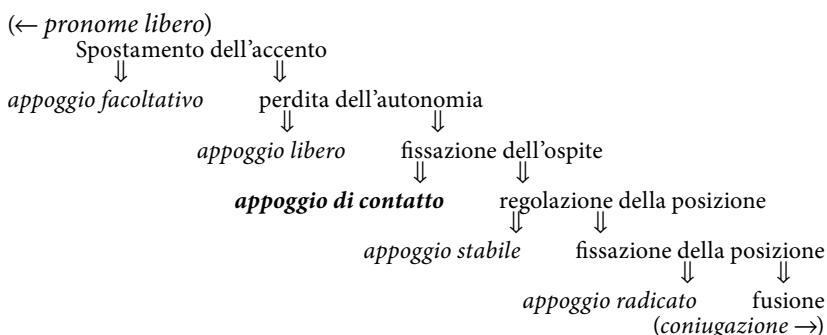 (← pronome libero)
Spostamento dell'accento
⇓ ⇓
appoggio facoltativo perdita dell'autonomia
⇓ ⇓
appoggio libero fissazione dell'ospite
⇓ ⇓
appoggio di contatto regolazione della posizione
⇓ ⇓
appoggio stabile fissazione della posizione
⇓ ⇓
appoggio radicato fusione
(coniugazione →)